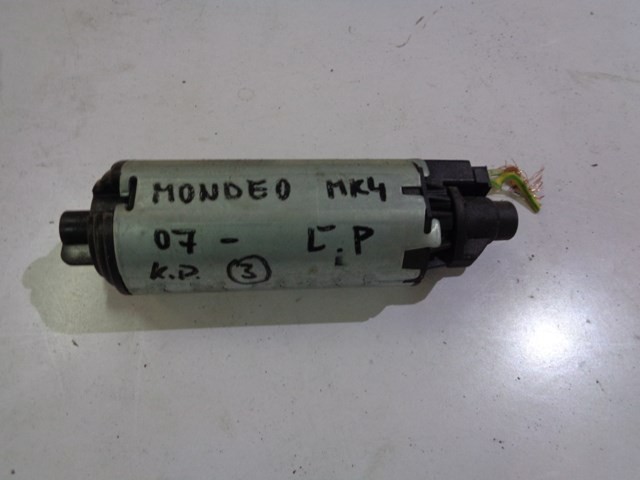 MONDEO MK4
07 - L.P
K.P. 3